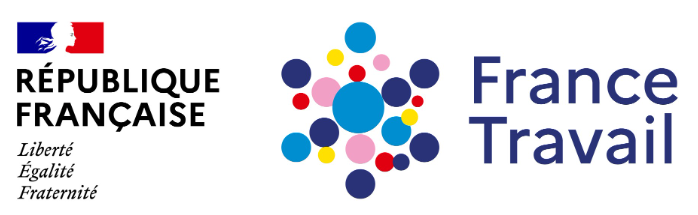 RÉPUBLIQUE
FRANÇAISE
Liberté
Égalité
Fraternité
France
Travail